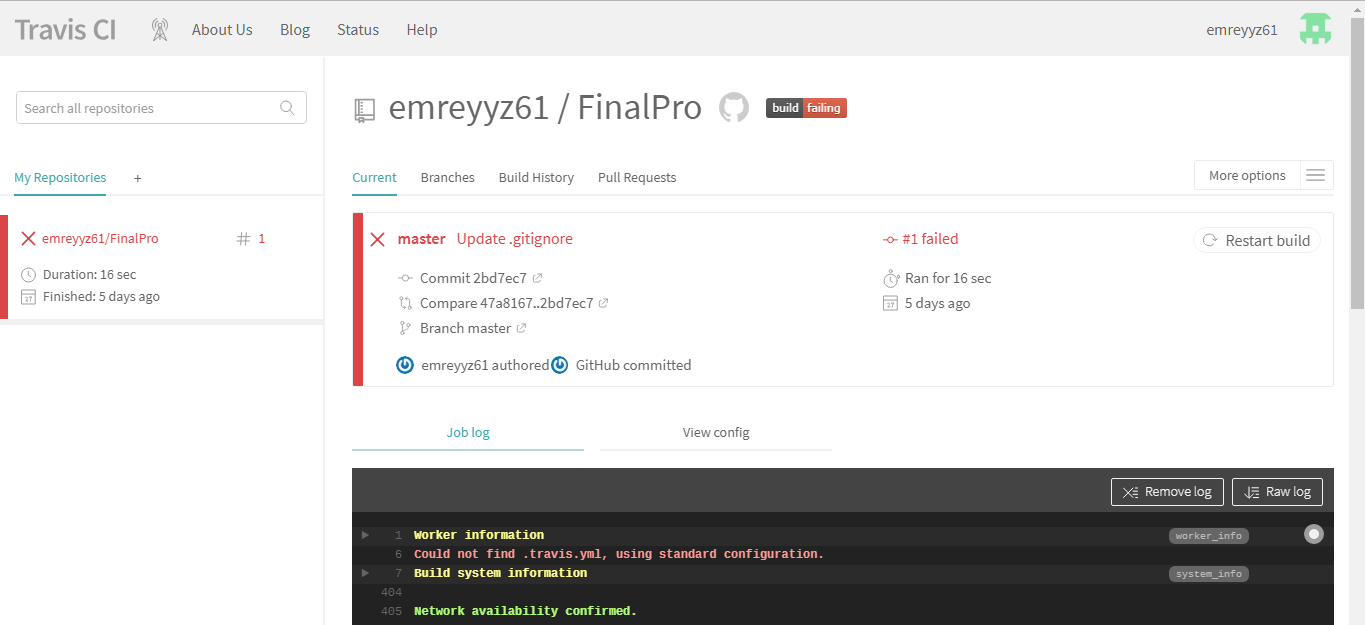 Travis CI About Us Blog Status Help emreyyz61
Search all repositories
My Repositories +
emreyyz61/FinalPro # 1
Duration: 16 sec
27 Finished: 5 days ago
emreyyz61 / FinalPro build failing
Current Branches Build History Pull Requests More options
master Update .gitignore #1 failed Restart build
Commit 2bd7ec7 Ran for 16 sec
Compare 47a8167..2bd7ec7 27 5 days ago
Branch master
emreyyz61 authored GitHub committed
Job log View config
Remove log Raw log
1 Worker information worker_info
6 Could not find .travis.yml, using standard configuration.
7 Build system information system_info
404
405 Network availability confirmed.